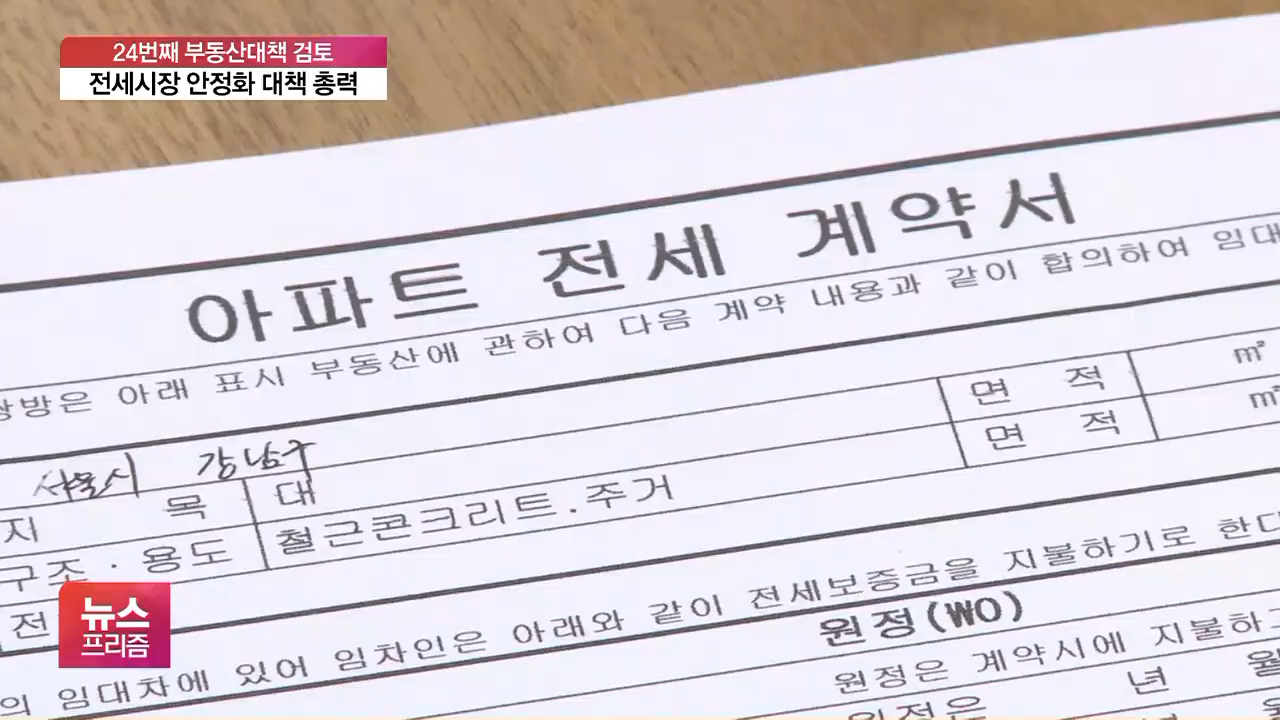 24번째 부동산대책 검토
전세시장 안정화 대책 총력
아파트 전세 계약서
쌍방은 아래 표시 부동산에 관하여 다음 계약 내용과 같이 합의하여 임대
서울시 강남구
면 적 ㎡
지 목 대
면 적 ㎡
구조·용도 철근콘크리트.주거
전
의 임대차에 있어 임차인은 아래와 같이 전세보증금을 지불하기로 한다
원정(₩O)
원정은 계약시에 지불하고
원정은 년 월
뉴스
프리즘